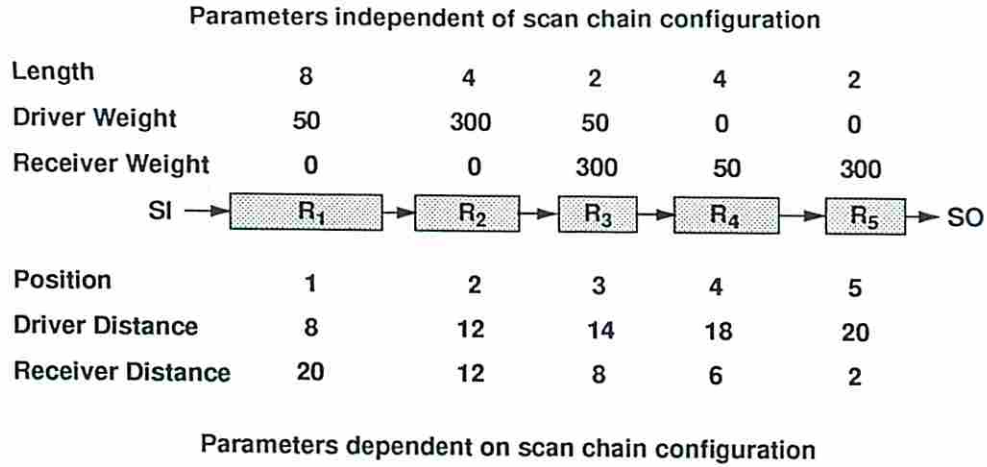 Parameters independent of scan chain configuration
Length 8 4 2 4 2
Driver Weight 50 300 50 0 0
Receiver Weight 0 0 300 50 300
SI R1 R2 R3 R4 R5 SO
Position 1 2 3 4 5
Driver Distance 8 12 14 18 20
Receiver Distance 20 12 8 6 2
Parameters dependent on scan chain configuration